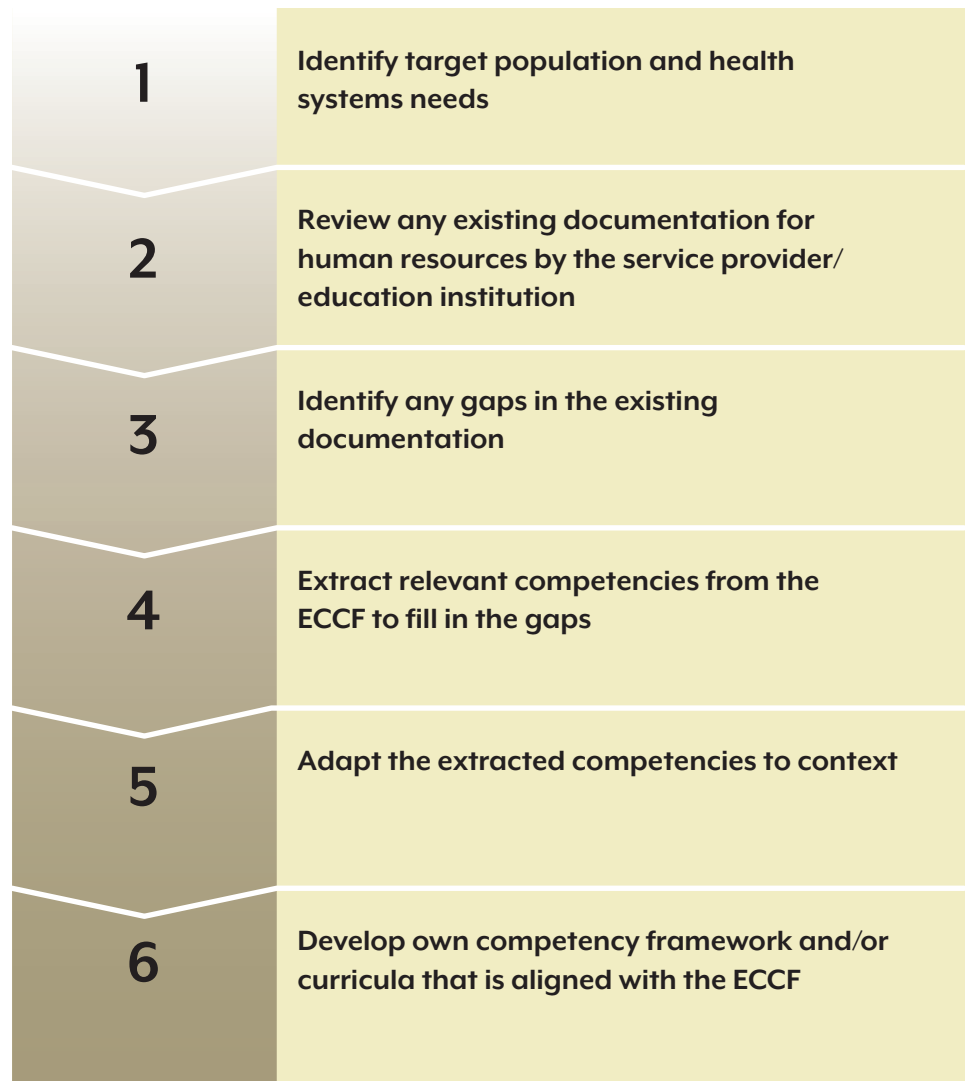 1
Identify target population and health
systems needs
2
Review any existing documentation for
human resources by the service provider/
education institution
3
Identify any gaps in the existing
documentation
4
Extract relevant competencies from the
ECCF to fill in the gaps
5
Adapt the extracted competencies to context
6
Develop own competency framework and/or
curricula that is aligned with the ECCF